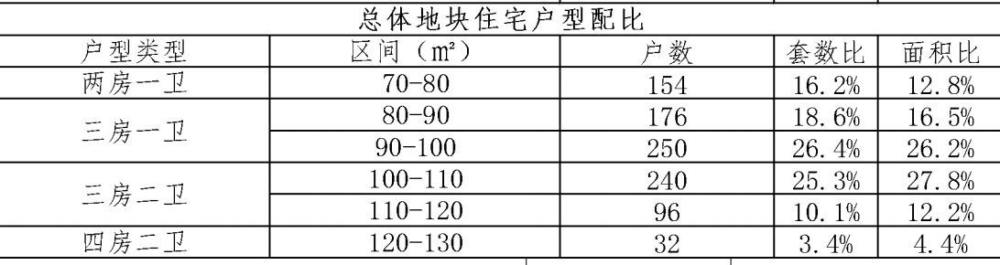 总体地块住宅户型配比
户型类型 区间（㎡） 户数 套数比 面积比
两房一卫 70-80 154 16.2% 12.8%
三房一卫 80-90 176 18.6% 16.5%
90-100 250 26.4% 26.2%
三房二卫 100-110 240 25.3% 27.8%
110-120 96 10.1% 12.2%
四房二卫 120-130 32 3.4% 4.4%